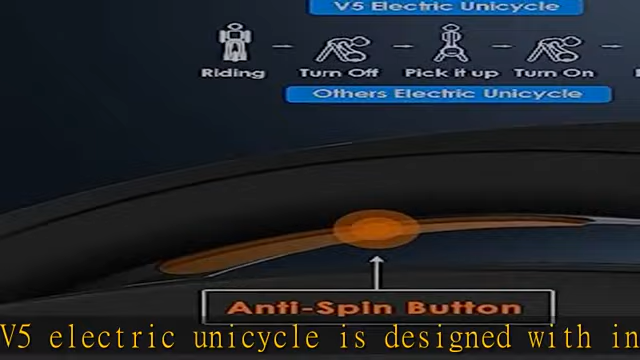 V5 Electric Unicycle
Riding Turn Off Pick it up Turn On
Others Electric Unicycle
Anti-Spin Button
V5 electric unicycle is designed with in